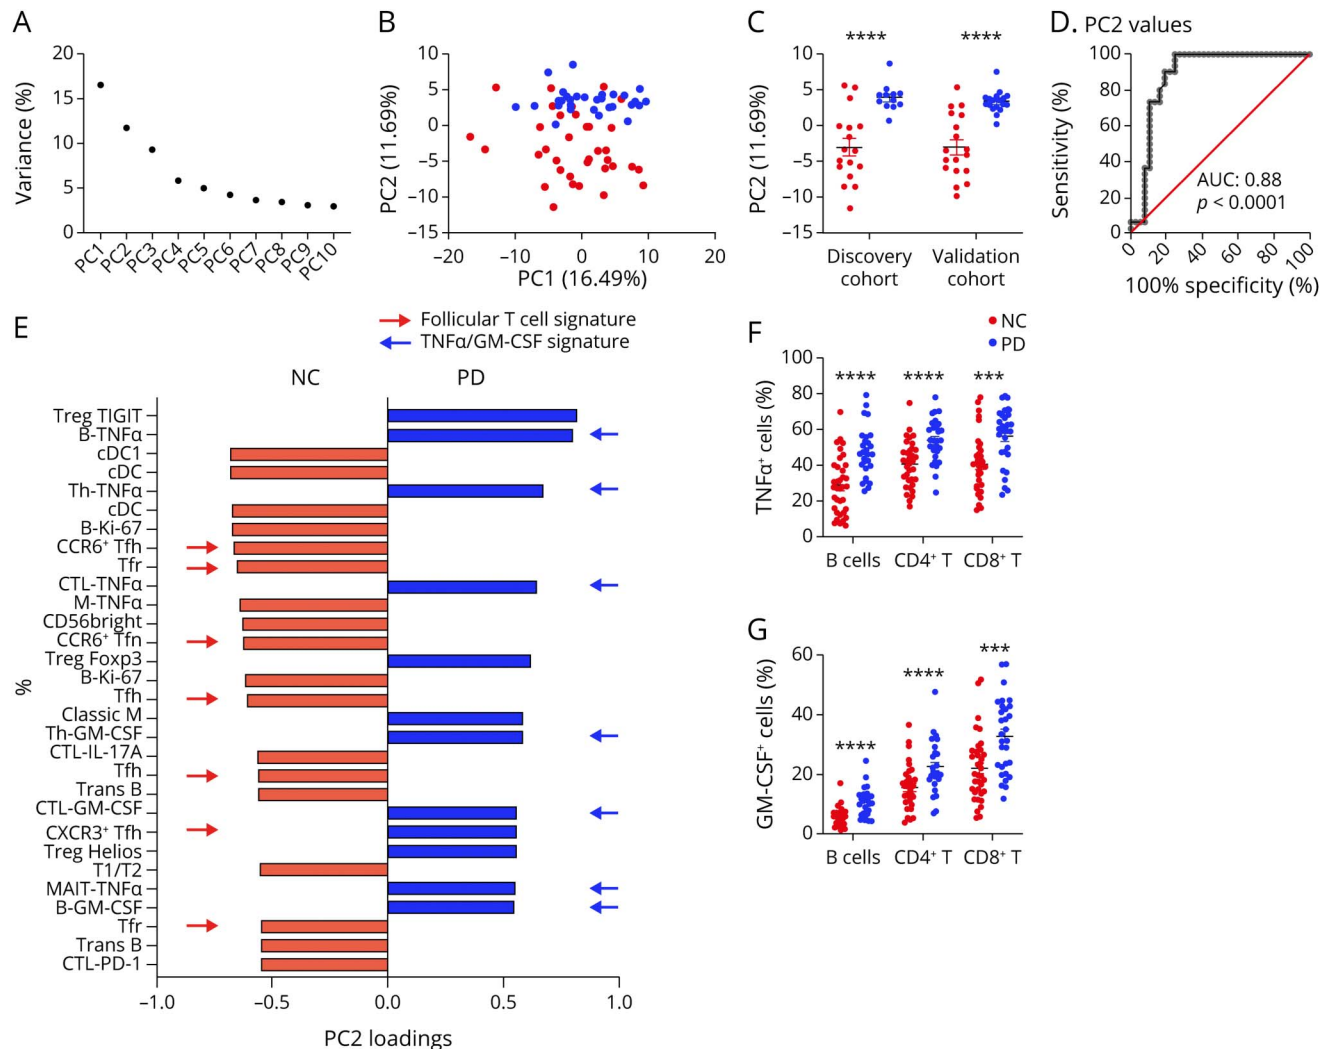 A
Variance (%)
20
15
10
5
0
PC1
PC2
PC3
PC4
PC5
PC6
PC7
PC8
PC9
PC10
B
PC2 (11.69%)
10
5
0
−5
−10
−15
−20
−10
0
10
20
PC1 (16.49%)
C
PC2 (11.69%)
10
5
0
−5
−10
−15
****
****
Discovery cohort
Validation cohort
D. PC2 values
Sensitivity (%)
100
80
60
40
20
0
AUC: 0.88
p < 0.0001
0
20
40
60
80
100
100% specificity (%)
E
Follicular T cell signature
TNFα/GM-CSF signature
NC
PD
%
Treg TIGIT
B-TNFα
cDC1
cDC
Th-TNFα
cDC
B-Ki-67
CCR6⁺ Tfh
Tfr
CTL-TNFα
M-TNFα
CD56bright
CCR6⁺ Tfn
Treg Foxp3
B-Ki-67
Tfh
Classic M
Th-GM-CSF
CTL-IL-17A
Tfh
Trans B
CTL-GM-CSF
CXCR3⁺ Tfh
Treg Helios
T1/T2
MAIT-TNFα
B-GM-CSF
Tfr
Trans B
CTL-PD-1
−1.0
−0.5
0.0
0.5
1.0
PC2 loadings
F
NC
PD
TNFα⁺ cells (%)
100
80
60
40
20
0
****
****
***
B cells
CD4⁺ T
CD8⁺ T
G
GM-CSF⁺ cells (%)
60
40
20
0
****
****
***
B cells
CD4⁺ T
CD8⁺ T